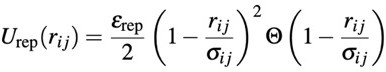 U_rep(r_ij) = ε_rep/2 (1 − r_ij/σ_ij)² Θ (1 − r_ij/σ_ij)